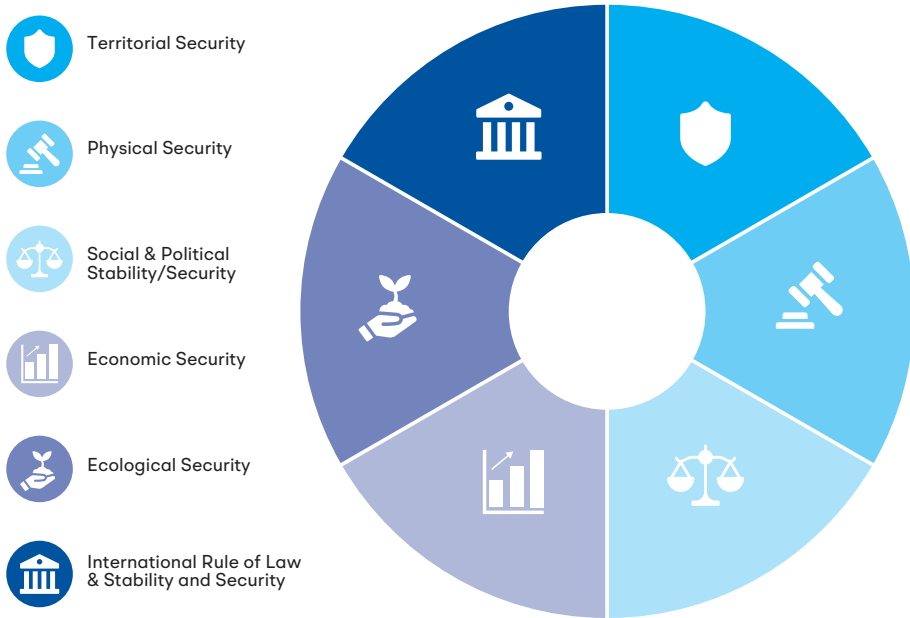 Territorial Security
Physical Security
Social & Political
Stability/Security
Economic Security
Ecological Security
International Rule of Law
& Stability and Security